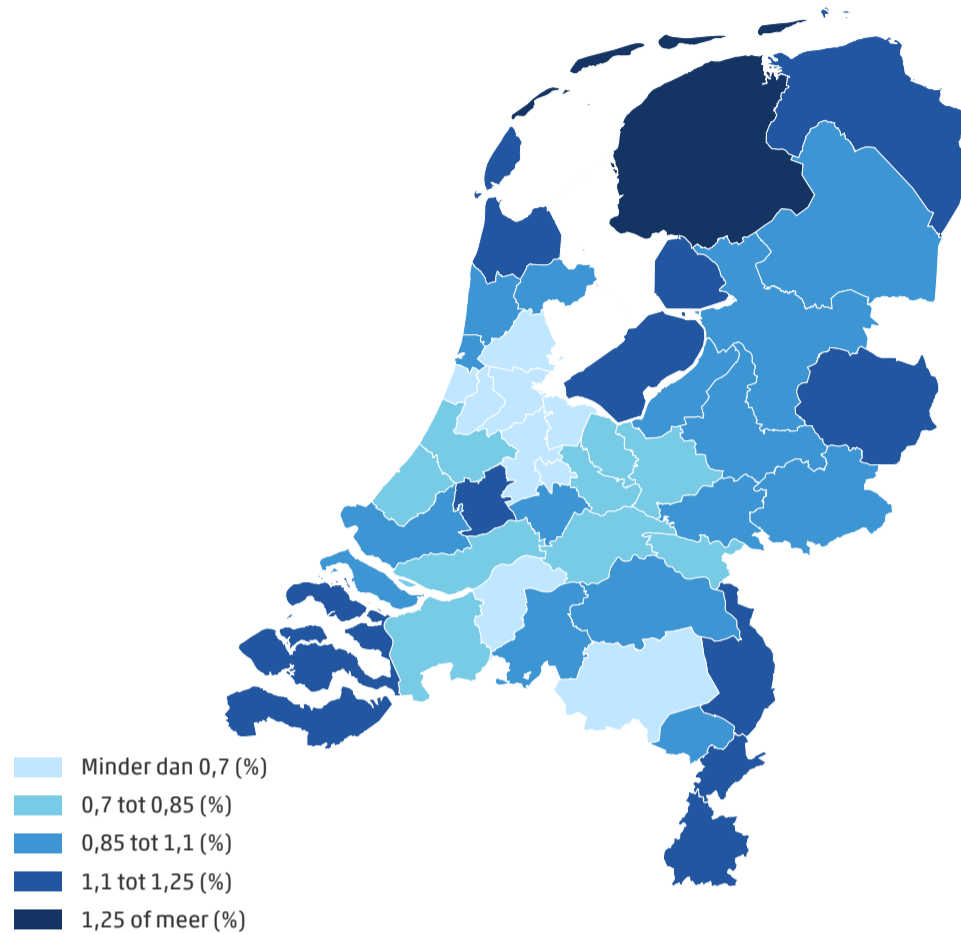 Minder dan 0,7 (%)
0,7 tot 0,85 (%)
0,85 tot 1,1 (%)
1,1 tot 1,25 (%)
1,25 of meer (%)